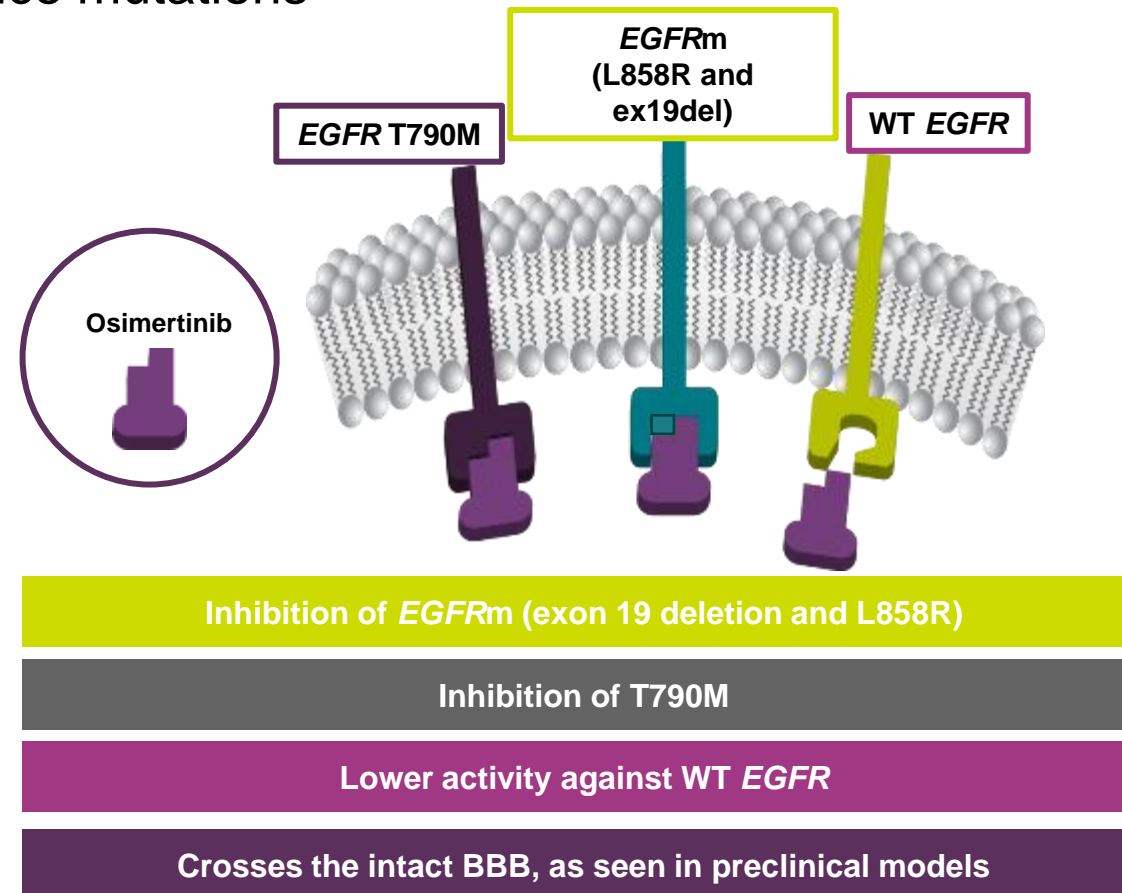 mutations
EGFRm
(L858R and
ex19del)
EGFR T790M
WT EGFR
Osimertinib
Inhibition of EGFRm (exon 19 deletion and L858R)
Inhibition of T790M
Lower activity against WT EGFR
Crosses the intact BBB, as seen in preclinical models